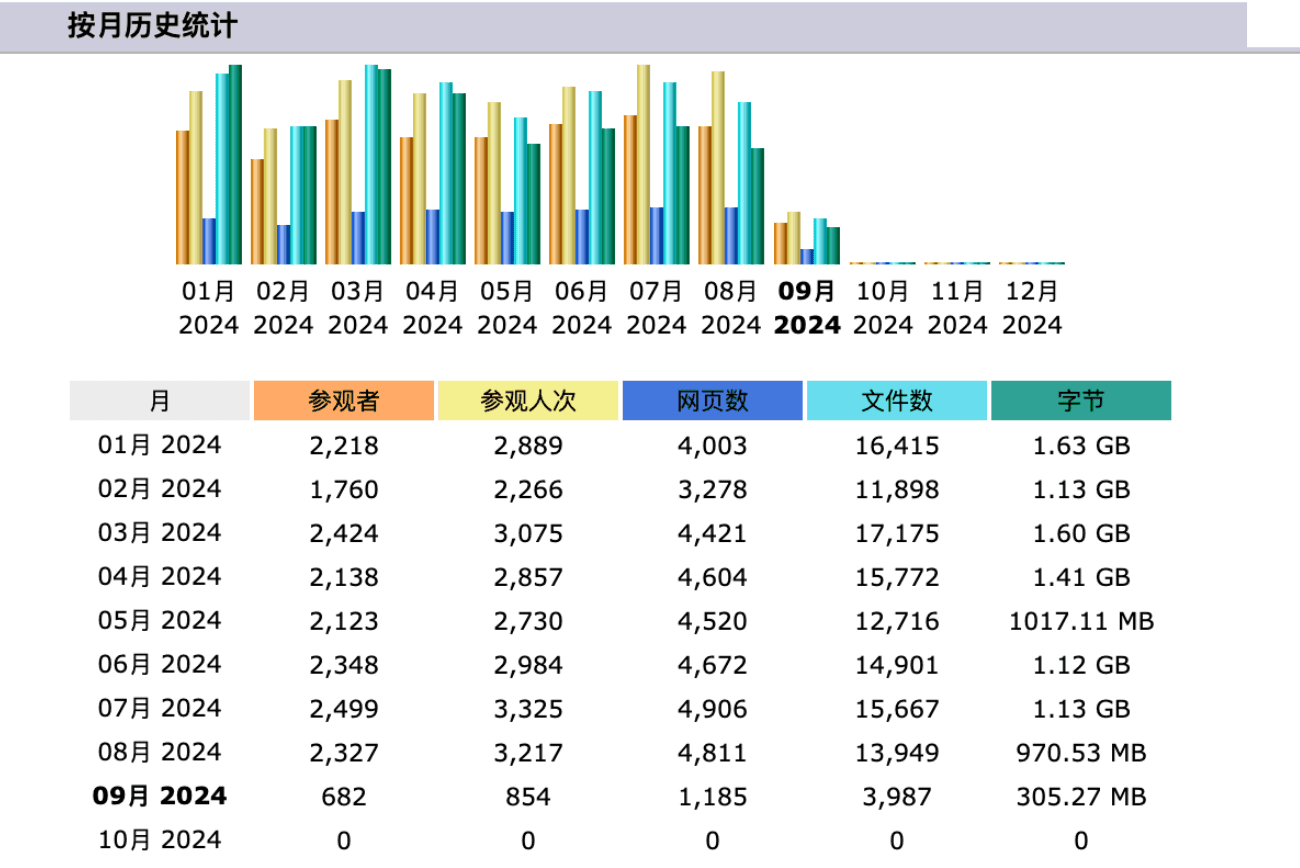 按月历史统计
01月 02月 03月 04月 05月 06月 07月 08月 09月 10月 11月 12月
2024 2024 2024 2024 2024 2024 2024 2024 2024 2024 2024 2024
月 参观者 参观人次 网页数 文件数 字节
01月 2024 2,218 2,889 4,003 16,415 1.63 GB
02月 2024 1,760 2,266 3,278 11,898 1.13 GB
03月 2024 2,424 3,075 4,421 17,175 1.60 GB
04月 2024 2,138 2,857 4,604 15,772 1.41 GB
05月 2024 2,123 2,730 4,520 12,716 1017.11 MB
06月 2024 2,348 2,984 4,672 14,901 1.12 GB
07月 2024 2,499 3,325 4,906 15,667 1.13 GB
08月 2024 2,327 3,217 4,811 13,949 970.53 MB
09月 2024 682 854 1,185 3,987 305.27 MB
10月 2024 0 0 0 0 0